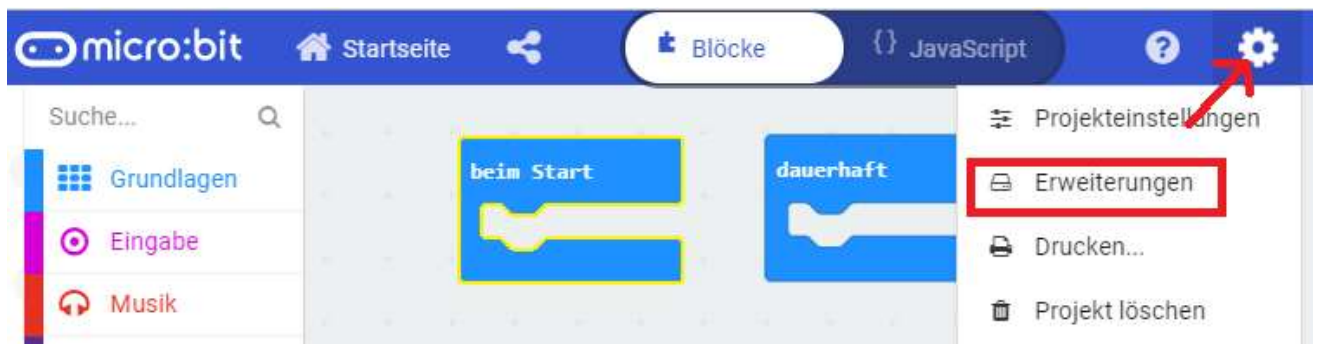 micro:bit Startseite Blöcke {} JavaScript ?
Suche...
Grundlagen
Eingabe
Musik
beim Start
dauerhaft
Projekteinstellungen
Erweiterungen
Drucken...
Projekt löschen